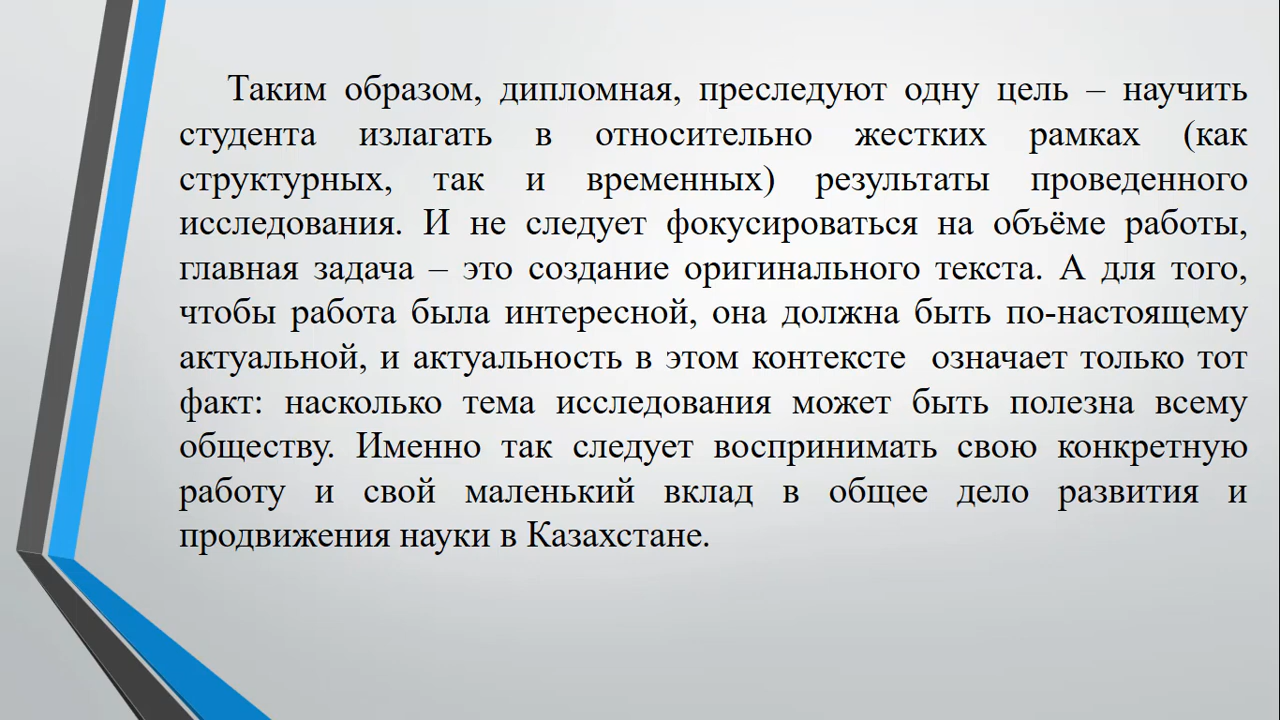 Таким образом, дипломная, преследуют одну цель – научить
студента излагать в относительно жестких рамках (как
структурных, так и временных) результаты проведенного
исследования. И не следует фокусироваться на объёме работы,
главная задача – это создание оригинального текста. А для того,
чтобы работа была интересной, она должна быть по-настоящему
актуальной, и актуальность в этом контексте  означает только тот
факт: насколько тема исследования может быть полезна всему
обществу. Именно так следует воспринимать свою конкретную
работу и свой маленький вклад в общее дело развития и
продвижения науки в Казахстане.